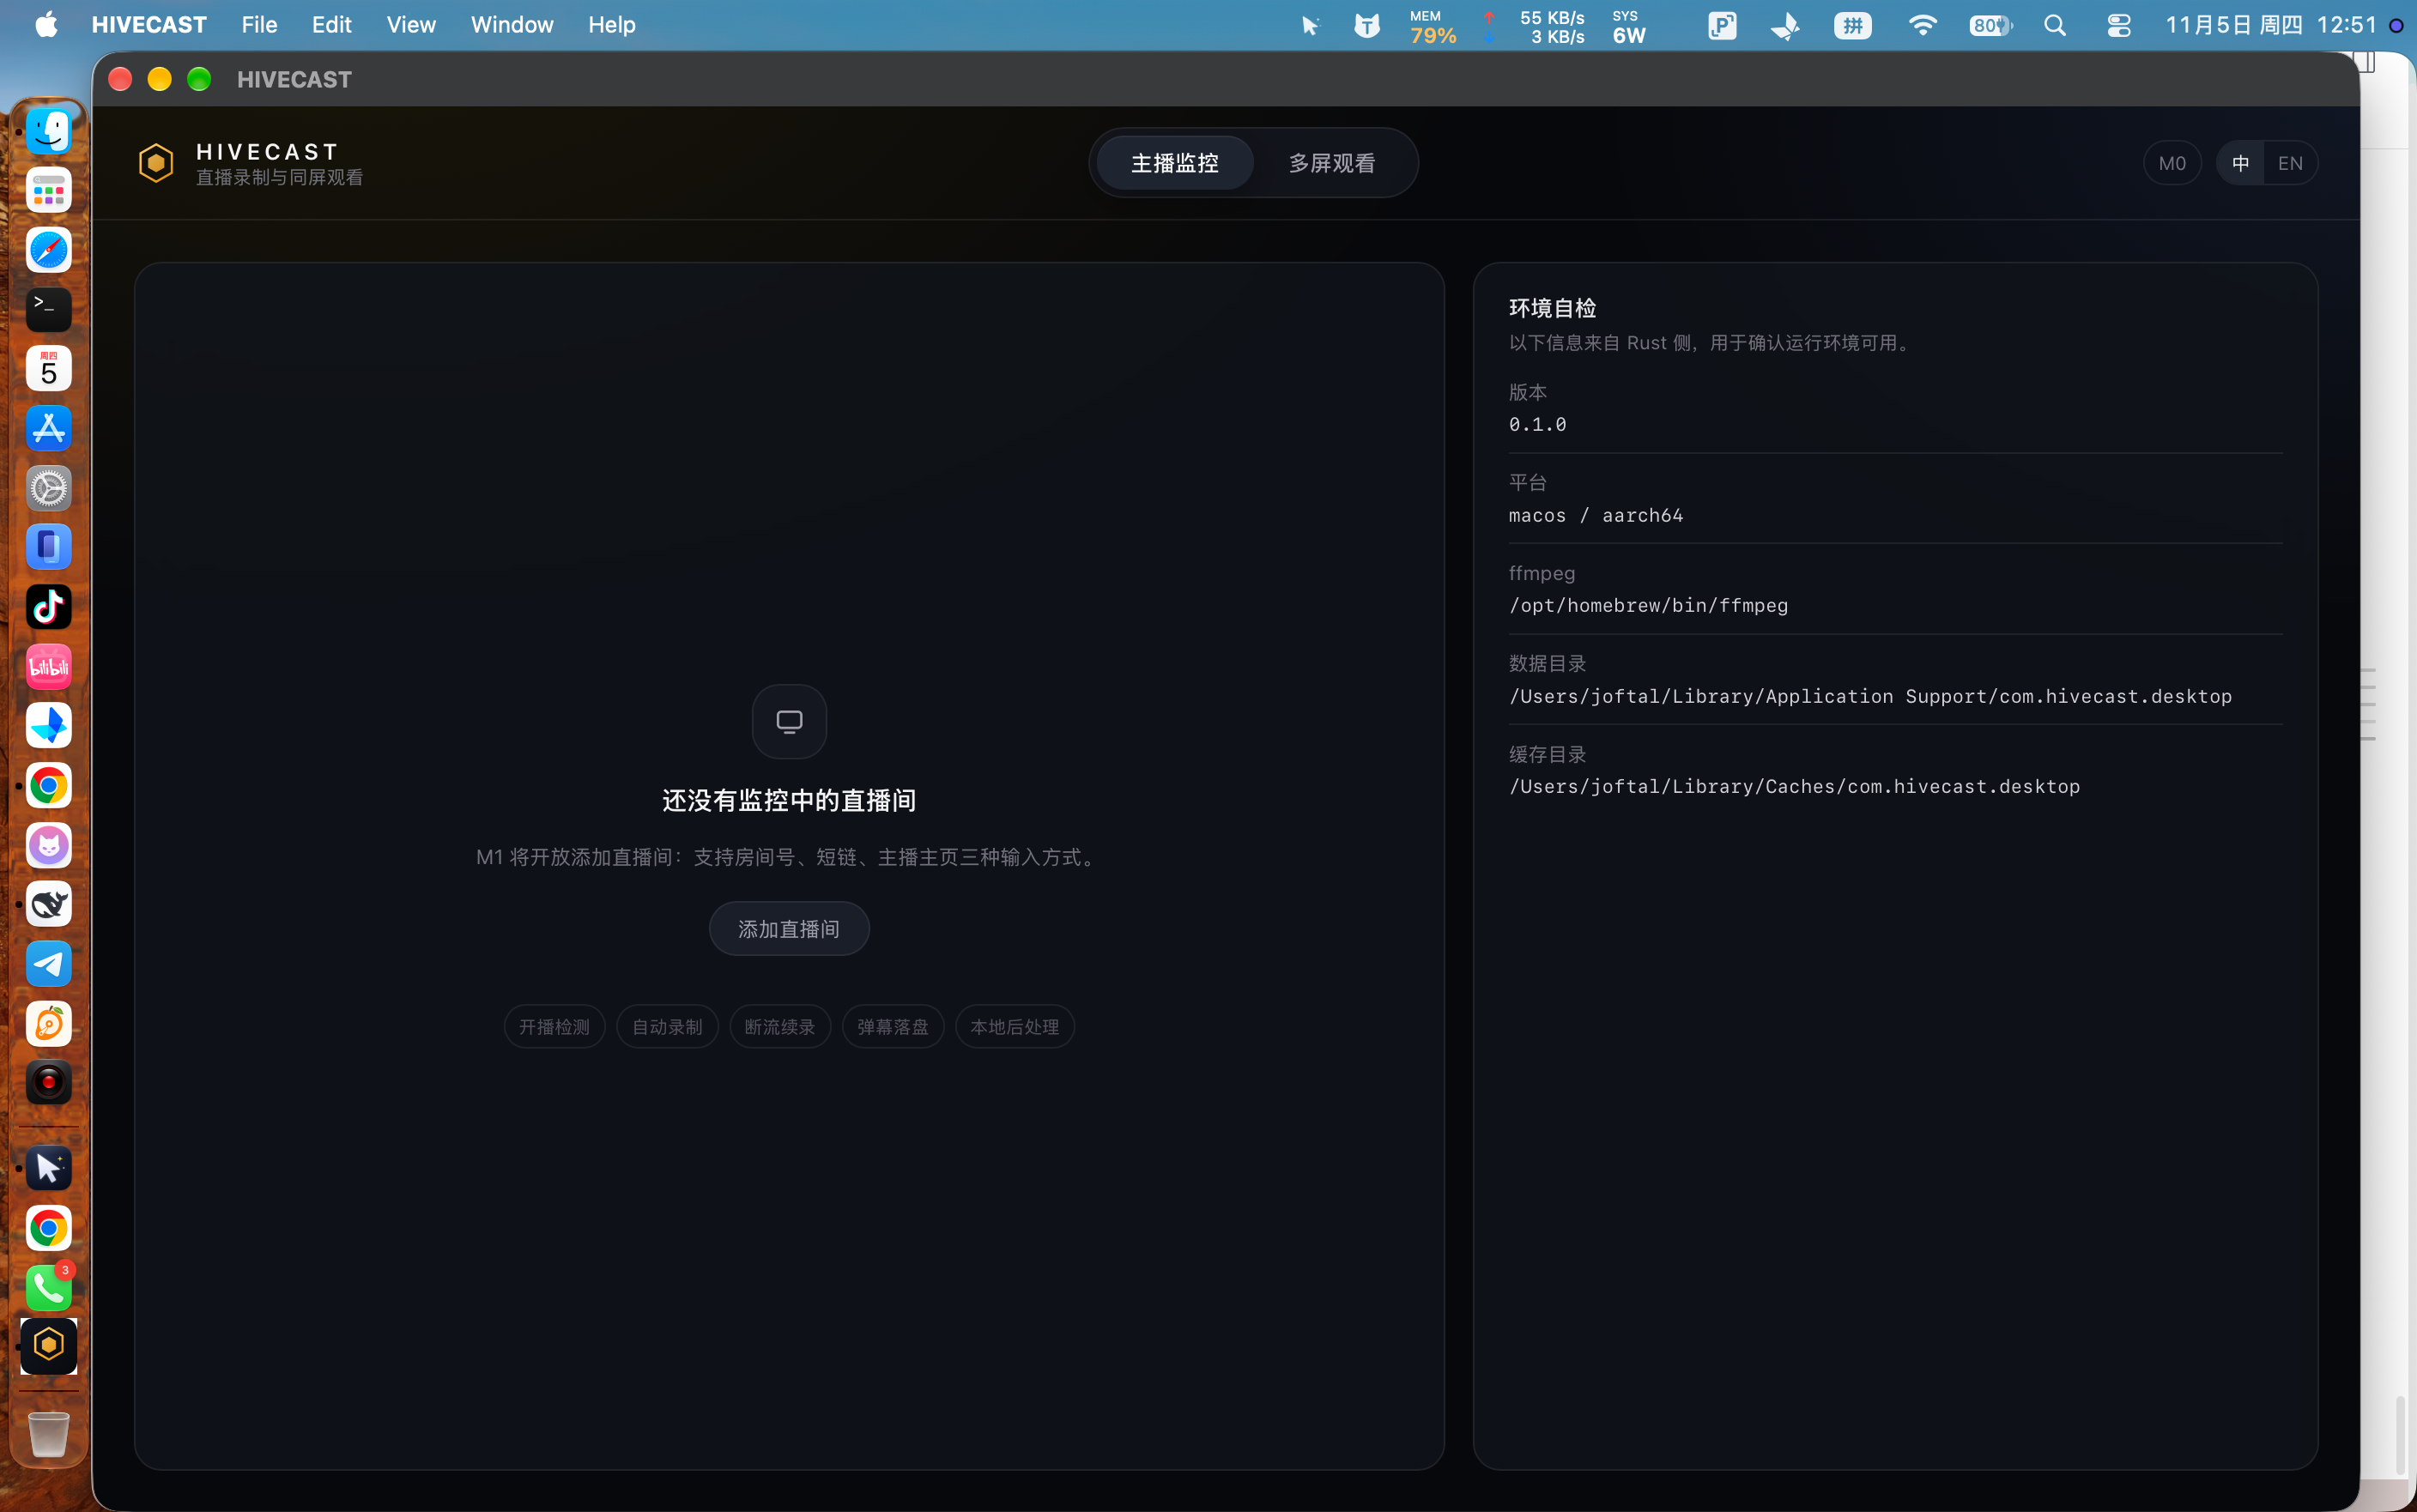 HIVECAST File Edit View Window Help
MEM 79% 55 KB/s 3 KB/s SYS 6W 拼 80 11月5日 周四 12:51
HIVECAST
HIVECAST
直播录制与同屏观看
主播监控 多屏观看
M0 中 EN
周四
5
bilibili
3
还没有监控中的直播间
M1 将开放添加直播间：支持房间号、短链、主播主页三种输入方式。
添加直播间
开播检测 自动录制 断流续录 弹幕落盘 本地后处理
环境自检
以下信息来自 Rust 侧，用于确认运行环境可用。
版本
0.1.0
平台
macos / aarch64
ffmpeg
/opt/homebrew/bin/ffmpeg
数据目录
/Users/joftal/Library/Application Support/com.hivecast.desktop
缓存目录
/Users/joftal/Library/Caches/com.hivecast.desktop